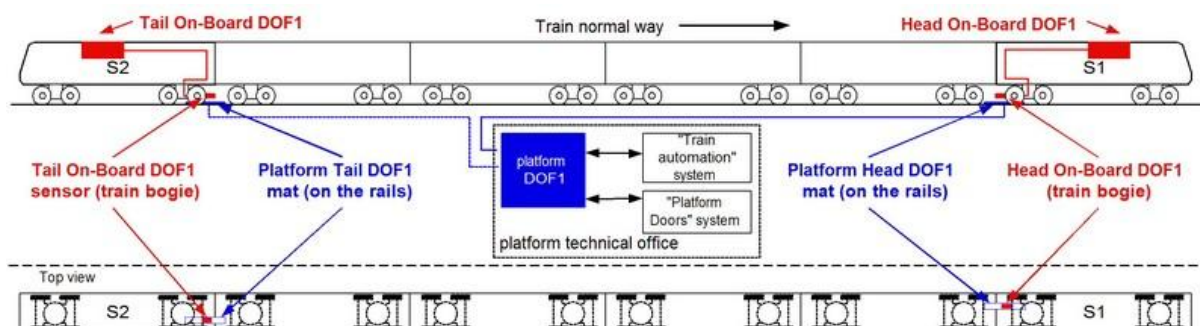 Tail On-Board DOF1
Train normal way
Head On-Board DOF1
S2
S1
Tail On-Board DOF1
sensor (train bogie)
Platform Tail DOF1
mat (on the rails)
platform
DOF1
"Train
automation"
system
"Platform
Doors" system
platform technical office
Platform Head DOF1
mat (on the rails)
Head On-Board DOF1
(train bogie)
Top view
S2
S1